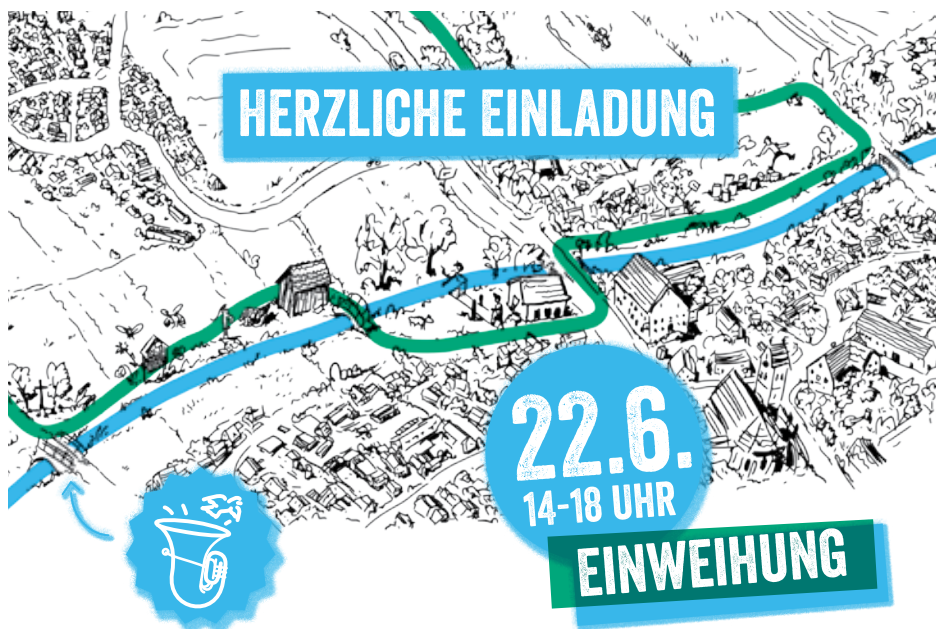 HERZLICHE EINLADUNG
22.6.
14-18 UHR
EINWEIHUNG